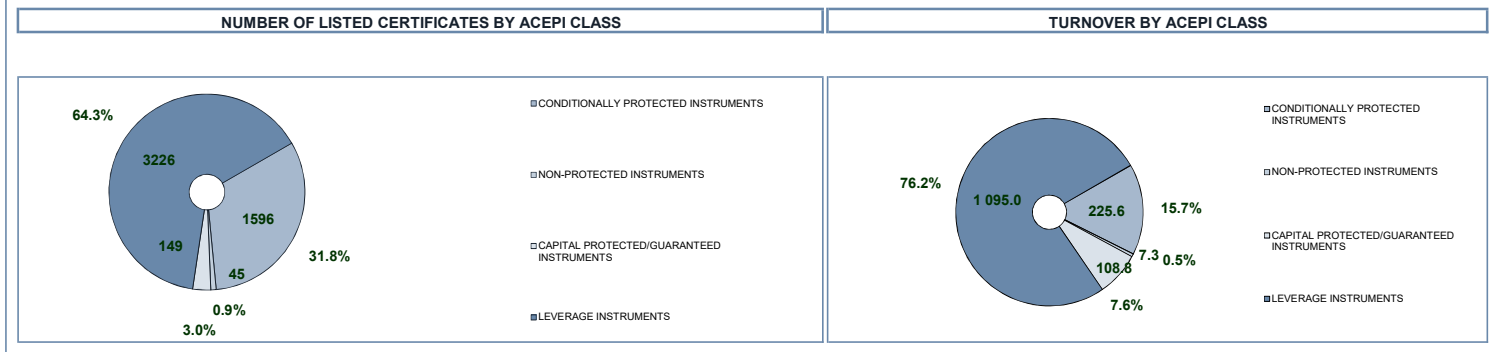 NUMBER OF LISTED CERTIFICATES BY ACEPI CLASS
64.3%
3226
1596
149
45
31.8%
0.9%
3.0%
CONDITIONALLY PROTECTED INSTRUMENTS
NON-PROTECTED INSTRUMENTS
CAPITAL PROTECTED/GUARANTEED
INSTRUMENTS
LEVERAGE INSTRUMENTS
TURNOVER BY ACEPI CLASS
76.2%
1 095.0
225.6
15.7%
7.3
0.5%
108.8
7.6%
CONDITIONALLY PROTECTED
INSTRUMENTS
NON-PROTECTED INSTRUMENTS
CAPITAL PROTECTED/GUARANTEED
INSTRUMENTS
LEVERAGE INSTRUMENTS